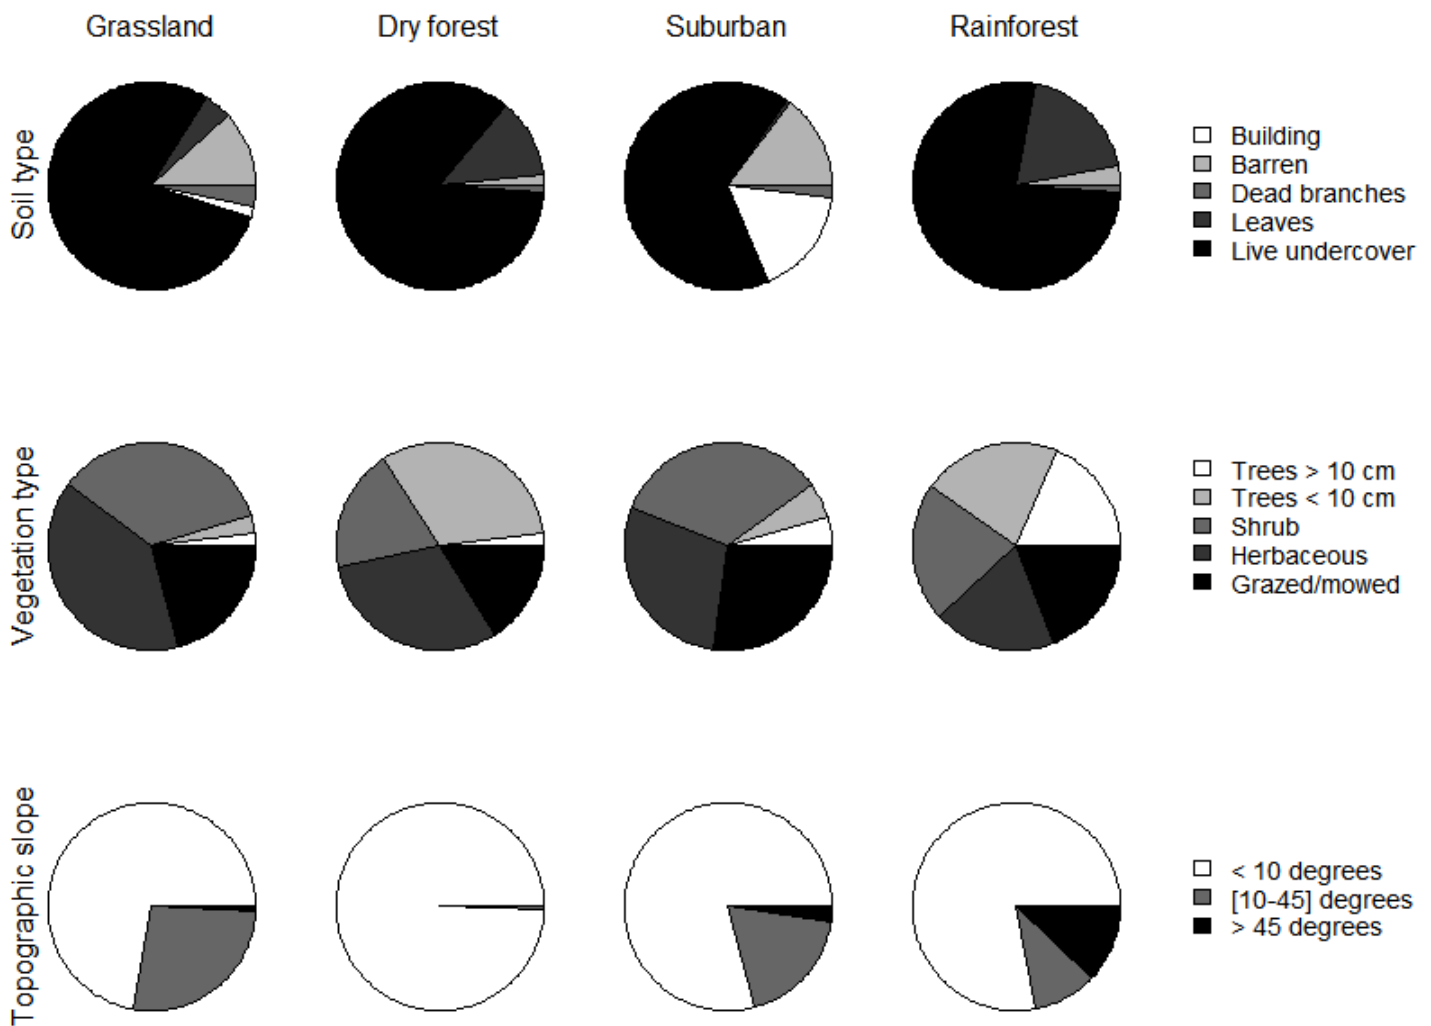 Grassland
Dry forest
Suburban
Rainforest
Soil type
Building
Barren
Dead branches
Leaves
Live undercover
Vegetation type
Trees > 10 cm
Trees < 10 cm
Shrub
Herbaceous
Grazed/mowed
Topographic slope
< 10 degrees
[10-45] degrees
> 45 degrees